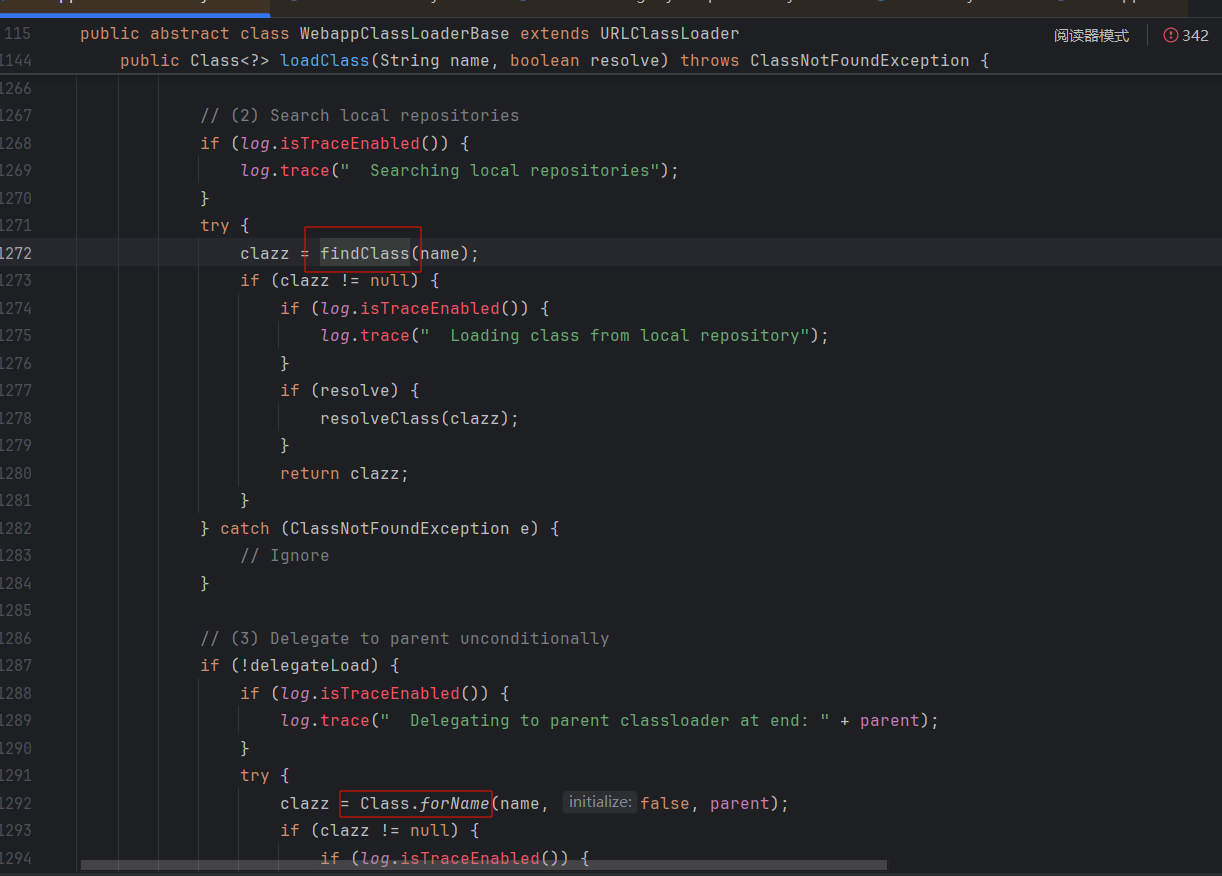 115 public abstract class WebappClassLoaderBase extends URLClassLoader 阅读器模式 342
1144 public Class<?> loadClass(String name, boolean resolve) throws ClassNotFoundException {
1266
1267 // (2) Search local repositories
1268 if (log.isTraceEnabled()) {
1269 log.trace("  Searching local repositories");
1270 }
1271 try {
1272 clazz = findClass(name);
1273 if (clazz != null) {
1274 if (log.isTraceEnabled()) {
1275 log.trace("  Loading class from local repository");
1276 }
1277 if (resolve) {
1278 resolveClass(clazz);
1279 }
1280 return clazz;
1281 }
1282 } catch (ClassNotFoundException e) {
1283 // Ignore
1284 }
1285
1286 // (3) Delegate to parent unconditionally
1287 if (!delegateLoad) {
1288 if (log.isTraceEnabled()) {
1289 log.trace("  Delegating to parent classloader at end: " + parent);
1290 }
1291 try {
1292 clazz = Class.forName(name, initialize: false, parent);
1293 if (clazz != null) {
1294 if (log.isTraceEnabled()) {